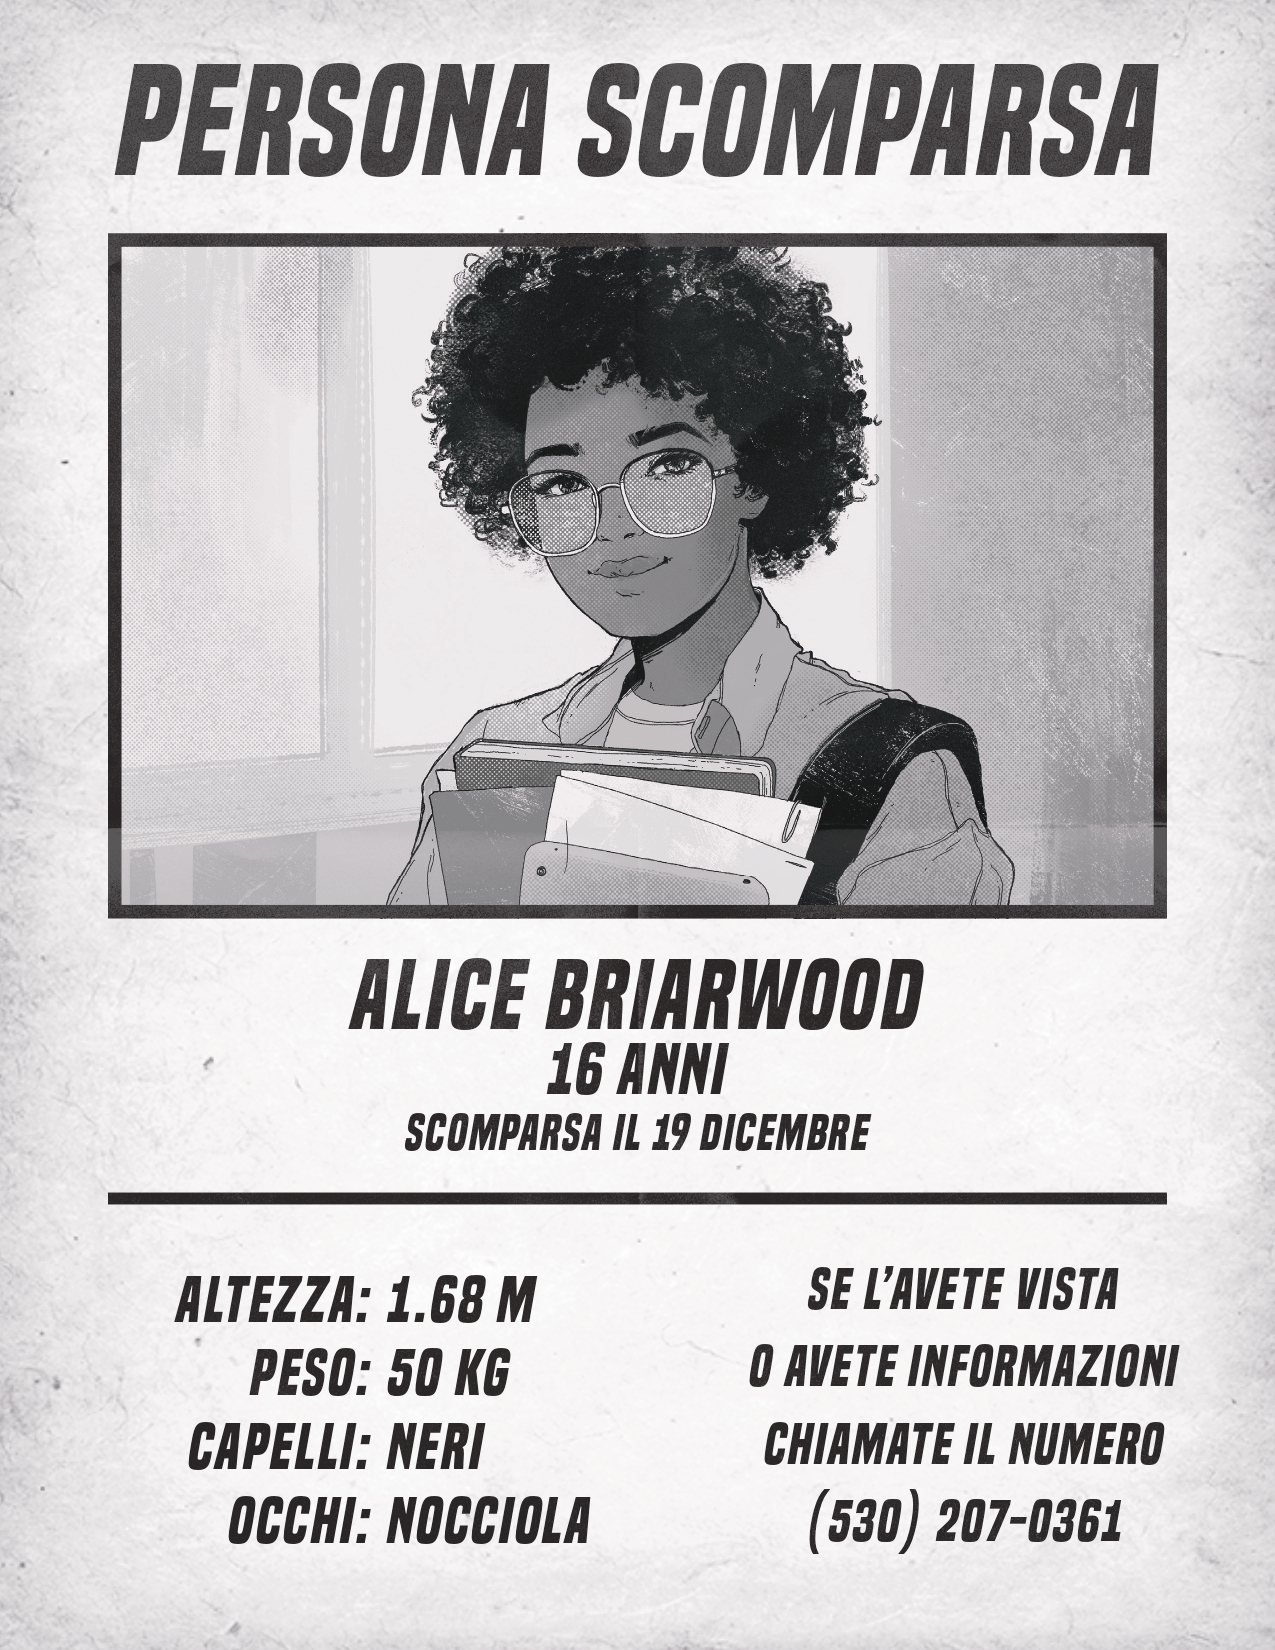 PERSONA SCOMPARSA
ALICE BRIARWOOD
16 ANNI
SCOMPARSA IL 19 DICEMBRE
ALTEZZA: 1.68 M
PESO: 50 KG
CAPELLI: NERI
OCCHI: NOCCIOLA
SE L'AVETE VISTA
O AVETE INFORMAZIONI
CHIAMATE IL NUMERO
(530) 207-0361